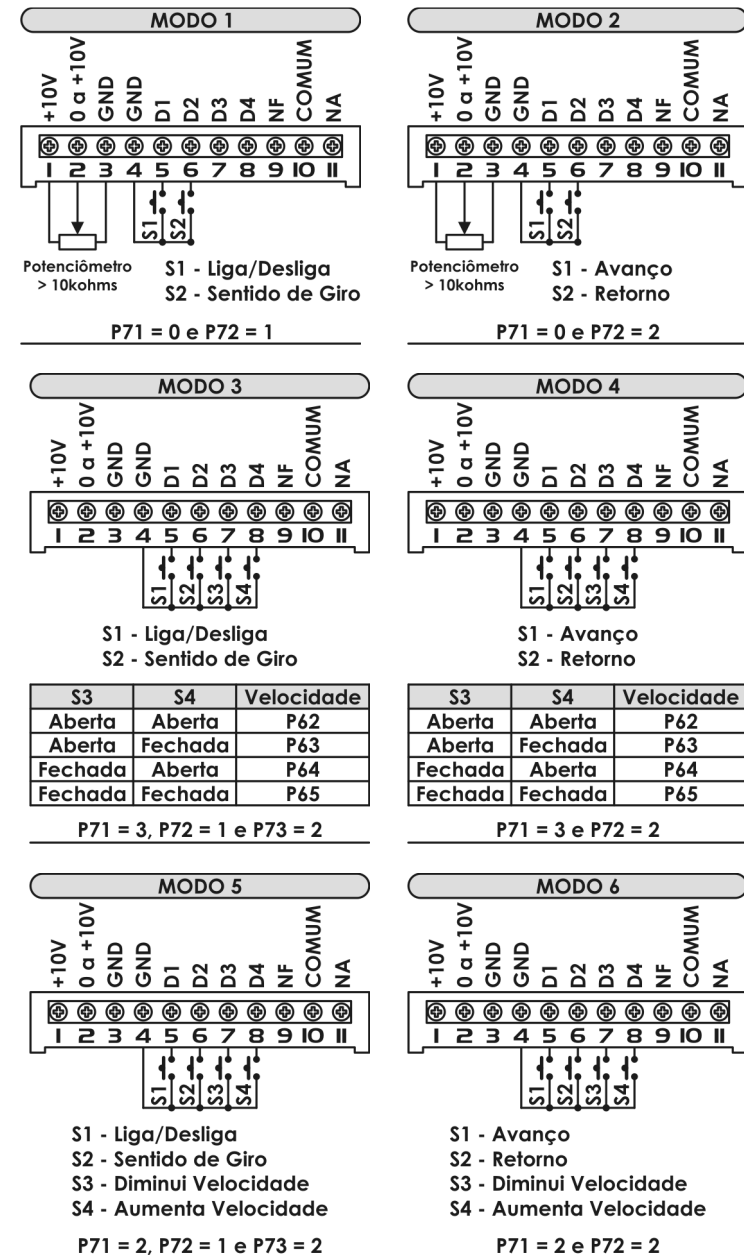 MODO 1
+10V
0 a +10V
GND
GND
D1
D2
D3
D4
NF
COMUM
NA
1 2 3 4 5 6 7 8 9 10 11
S1
S2
Potenciômetro
> 10kohms
S1 - Liga/Desliga
S2 - Sentido de Giro
P71 = 0 e P72 = 1
MODO 2
+10V
0 a +10V
GND
GND
D1
D2
D3
D4
NF
COMUM
NA
1 2 3 4 5 6 7 8 9 10 11
S1
S2
Potenciômetro
> 10kohms
S1 - Avanço
S2 - Retorno
P71 = 0 e P72 = 2
MODO 3
+10V
0 a +10V
GND
GND
D1
D2
D3
D4
NF
COMUM
NA
1 2 3 4 5 6 7 8 9 10 11
S1
S2
S3
S4
S1 - Liga/Desliga
S2 - Sentido de Giro
S3 S4 Velocidade
Aberta Aberta P62
Aberta Fechada P63
Fechada Aberta P64
Fechada Fechada P65
P71 = 3, P72 = 1 e P73 = 2
MODO 4
+10V
0 a +10V
GND
GND
D1
D2
D3
D4
NF
COMUM
NA
1 2 3 4 5 6 7 8 9 10 11
S1
S2
S3
S4
S1 - Avanço
S2 - Retorno
S3 S4 Velocidade
Aberta Aberta P62
Aberta Fechada P63
Fechada Aberta P64
Fechada Fechada P65
P71 = 3 e P72 = 2
MODO 5
+10V
0 a +10V
GND
GND
D1
D2
D3
D4
NF
COMUM
NA
1 2 3 4 5 6 7 8 9 10 11
S1
S2
S3
S4
S1 - Liga/Desliga
S2 - Sentido de Giro
S3 - Diminui Velocidade
S4 - Aumenta Velocidade
P71 = 2, P72 = 1 e P73 = 2
MODO 6
+10V
0 a +10V
GND
GND
D1
D2
D3
D4
NF
COMUM
NA
1 2 3 4 5 6 7 8 9 10 11
S1
S2
S3
S4
S1 - Avanço
S2 - Retorno
S3 - Diminui Velocidade
S4 - Aumenta Velocidade
P71 = 2 e P72 = 2